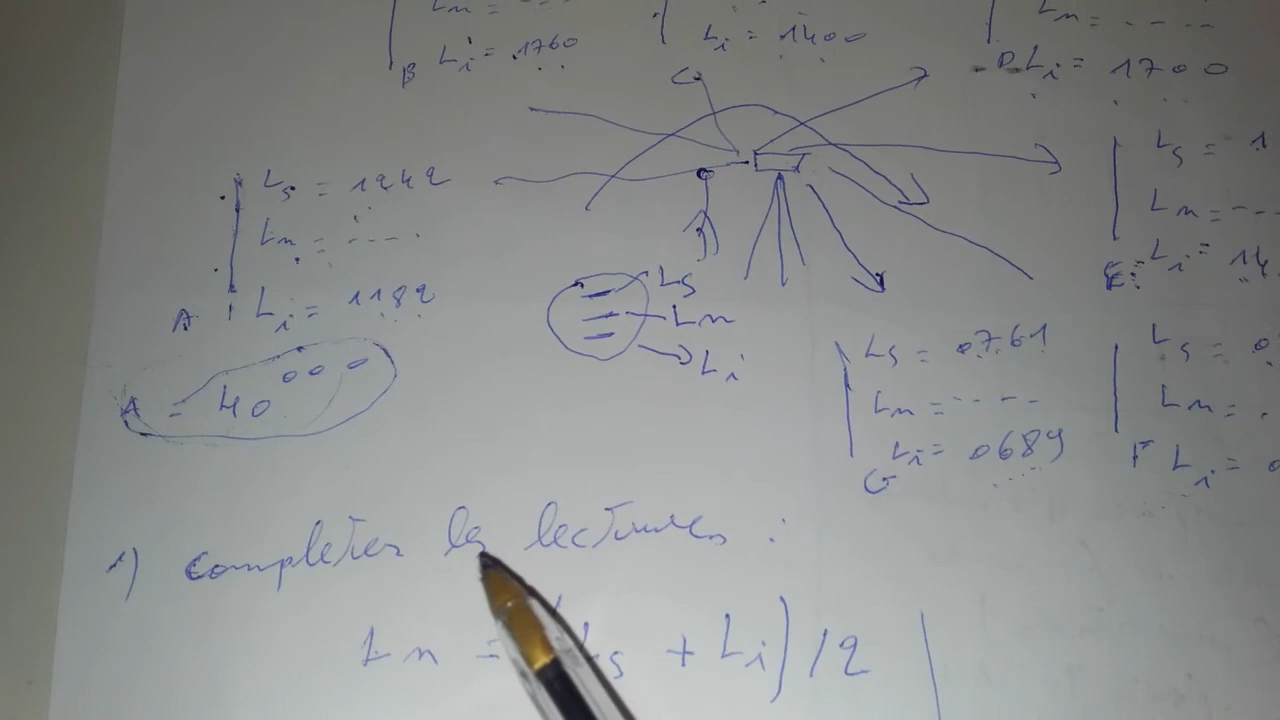 Lm = - - - -
B Li = 1760
Li = 1400
Lm = - - - -
D Li = 1700
C
Ls = 1242
Lm = - - - -
A Li = 1182
A = 40 000
Ls
Lm
Li
Ls = 1
Lm = - - -
E Li = 14
Ls = 0761
Lm = - - - -
Li = 0689
G
Ls = 0
Lm =
F Li = 0
1) completer les lectures :
Lm = (Ls + Li) / 2